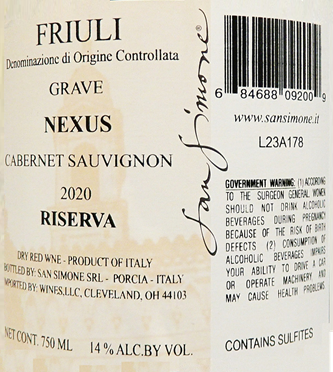 FRIULI
Denominazione di Origine Controllata
GRAVE
NEXUS
CABERNET SAUVIGNON
2020
RISERVA
DRY RED WNE - PRODUCT OF ITALY
BOTTLED BY: SAN SIMONE SRL - PORCIA - ITALY
IMPORTED BY: WINES,LLC, CLEVELAND, OH 44103
NET CONT. 750 ML 14 % ALC.BY VOL.
San Simone®
6 84688 09200 9
www.sansimone.it
L23A178
GOVERNMENT WARNING: (1) ACCORDING
TO THE SURGEON GENERAL WOMEN
SHOULD NOT DRINK ALCOHOLIC
BEVERAGES DURING PREGNANCY
BECAUSE OF THE RISK OF BIRTH
DEFECTS (2) CONSUMPTION OF
ALCOHOLIC BEVERAGES IMPAIRS
YOUR ABILITY TO DRIVE A CAR
OR OPERATE MACHINERY AND
MAY CAUSE HEALTH PROBLEMS.
CONTAINS SULFITES